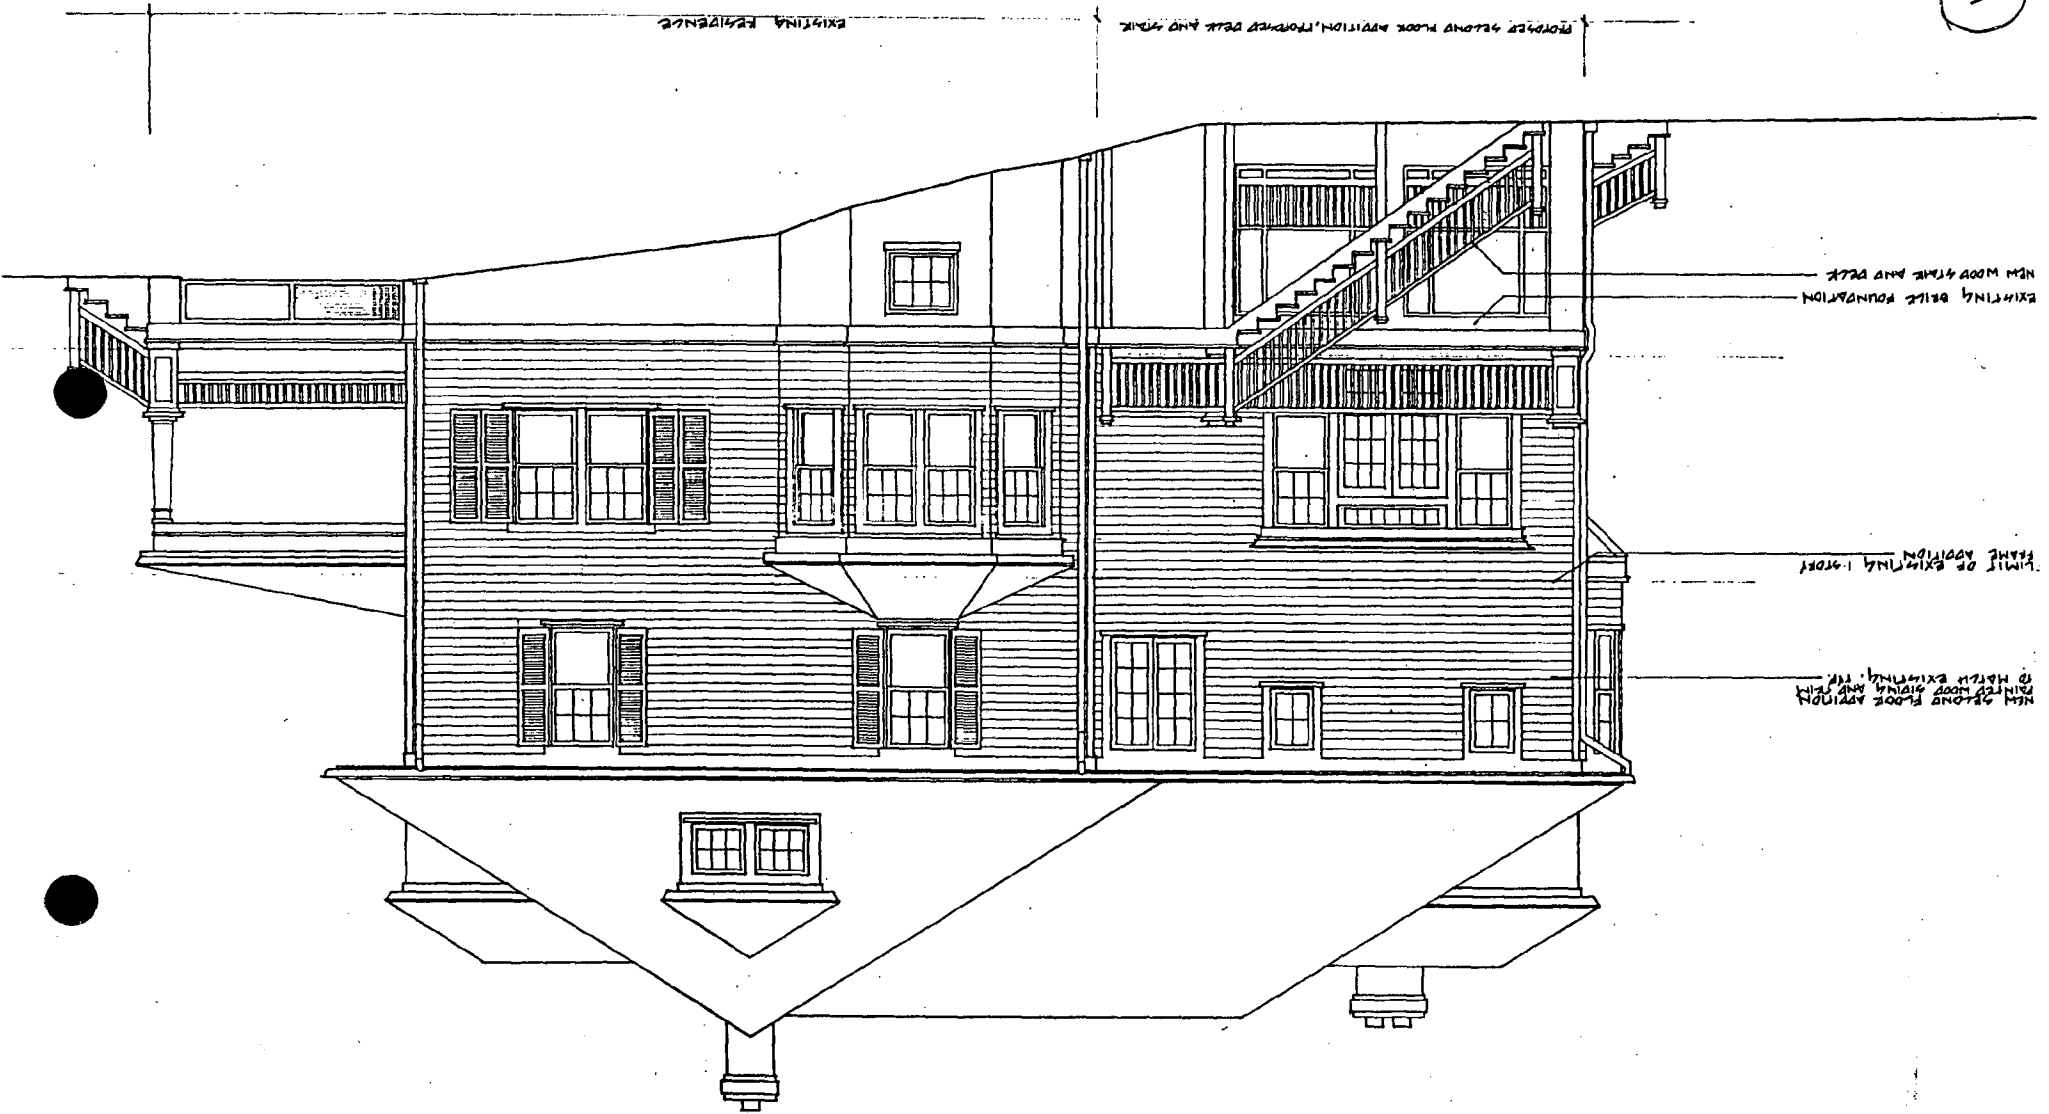 NEW SECOND FLOOR ADDITION
PAINTED WOOD SIDING AND TRIM
TO MATCH EXISTING, TYP.
LIMIT OF EXISTING 1-STORY
FRAME ADDITION
EXISTING BRICK FOUNDATION
NEW WOOD STAIR AND DECK
PROPOSED SECOND FLOOR ADDITION, PROPOSED DECK AND STAIR
EXISTING RESIDENCE